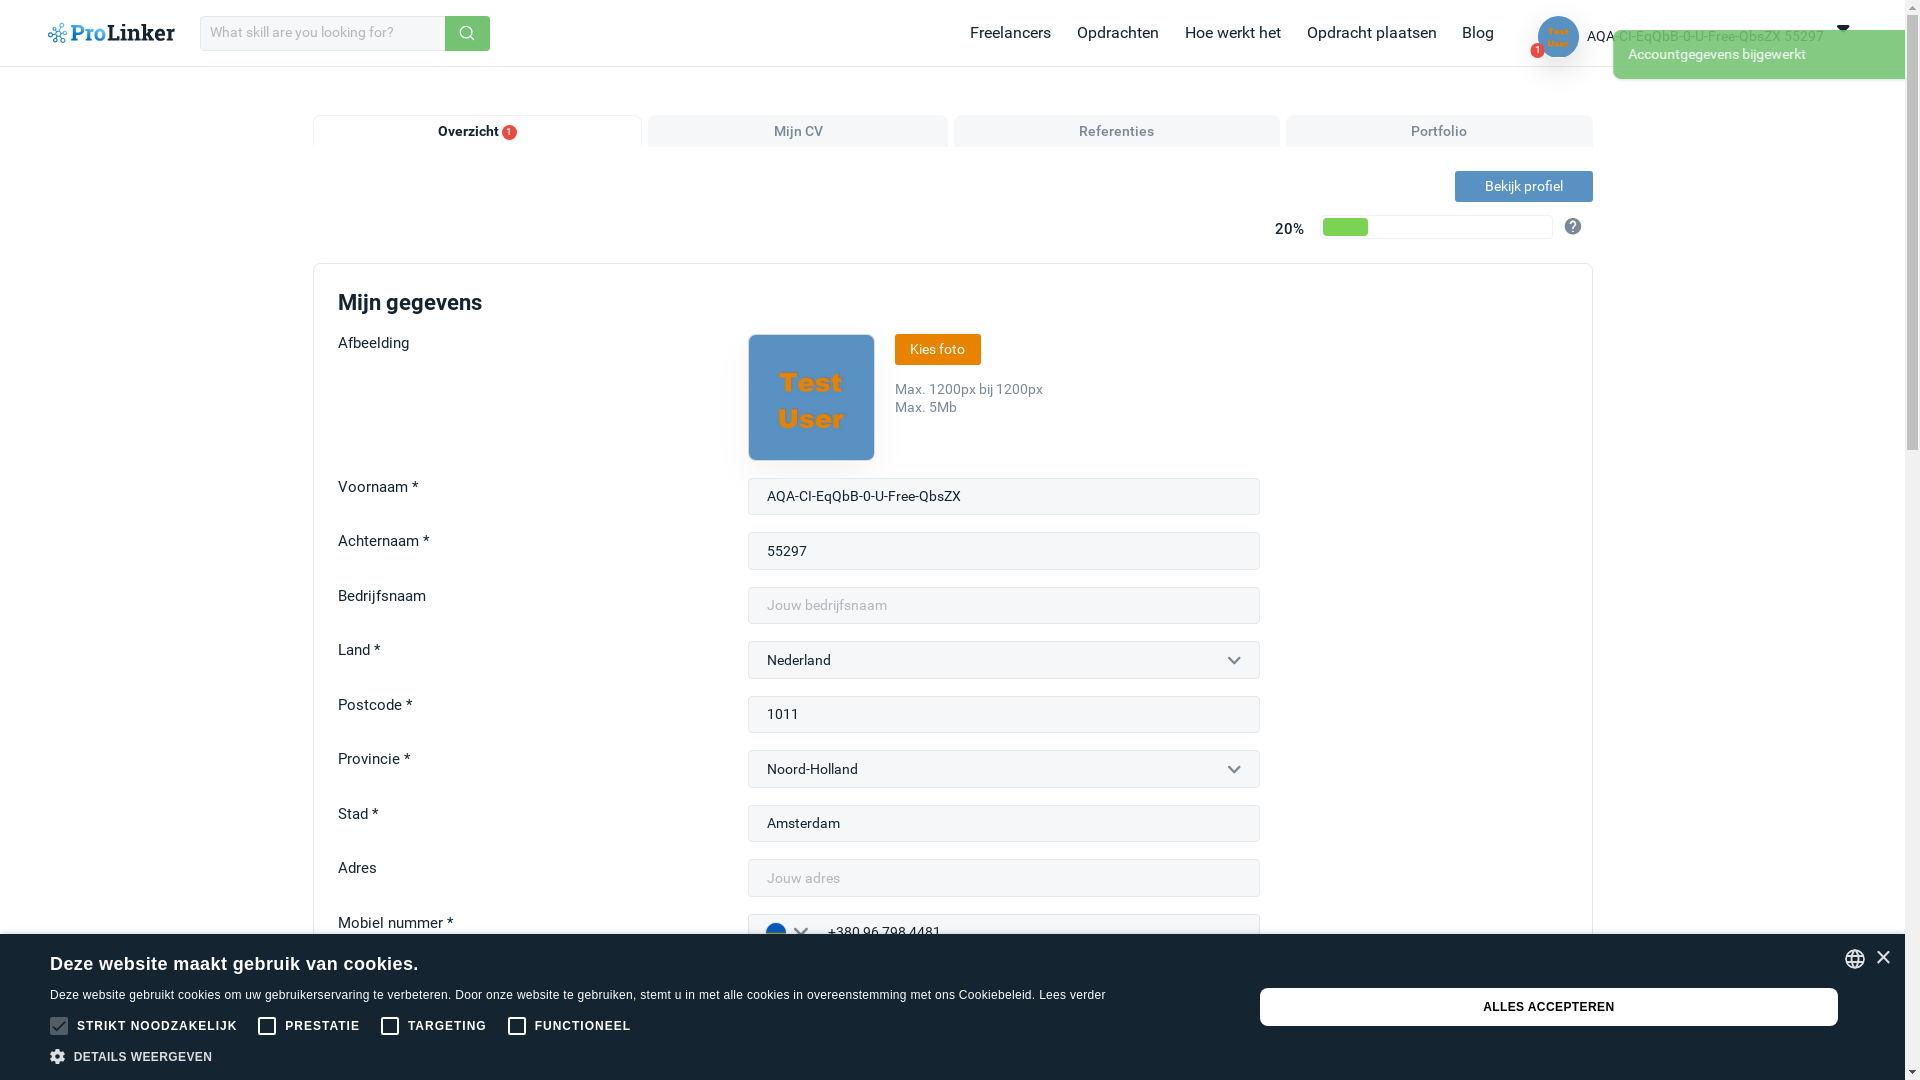 ProLinker
What skill are you looking for?
Freelancers
Opdrachten
Hoe werkt het
Opdracht plaatsen
Blog
Test
User
1
AQA-CI-EqQbB-0-U-Free-QbsZX 55297
Accountgegevens bijgewerkt
Overzicht 1
Mijn CV
Referenties
Portfolio
Bekijk profiel
20%
?
Mijn gegevens
Afbeelding
Test
User
Kies foto
Max. 1200px bij 1200px
Max. 5Mb
Voornaam *
AQA-CI-EqQbB-0-U-Free-QbsZX
Achternaam *
55297
Bedrijfsnaam
Jouw bedrijfsnaam
Land *
Nederland
Postcode *
1011
Provincie *
Noord-Holland
Stad *
Amsterdam
Adres
Jouw adres
Mobiel nummer *
+380 96 798 4481
Deze website maakt gebruik van cookies.
Deze website gebruikt cookies om uw gebruikerservaring te verbeteren. Door onze website te gebruiken, stemt u in met alle cookies in overeenstemming met ons Cookiebeleid. Lees verder
STRIKT NOODZAKELIJK
PRESTATIE
TARGETING
FUNCTIONEEL
DETAILS WEERGEVEN
ALLES ACCEPTEREN
×